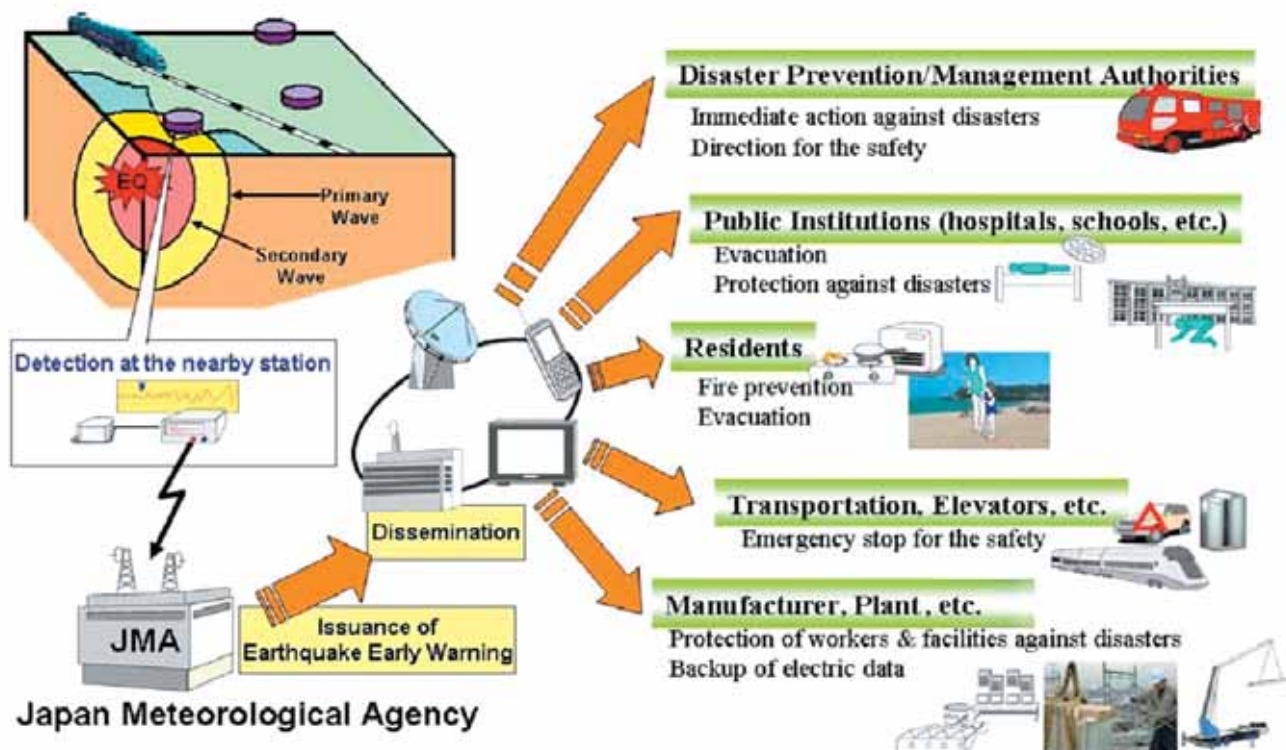 EQ
Primary
Wave
Secondary
Wave
Detection at the nearby station
JMA
Japan Meteorological Agency
Issuance of
Earthquake Early Warning
Dissemination
Disaster Prevention/Management Authorities
Immediate action against disasters
Direction for the safety
Public Institutions (hospitals, schools, etc.)
Evacuation
Protection against disasters
Residents
Fire prevention
Evacuation
Transportation, Elevators, etc.
Emergency stop for the safety
Manufacturer, Plant, etc.
Protection of workers & facilities against disasters
Backup of electric data